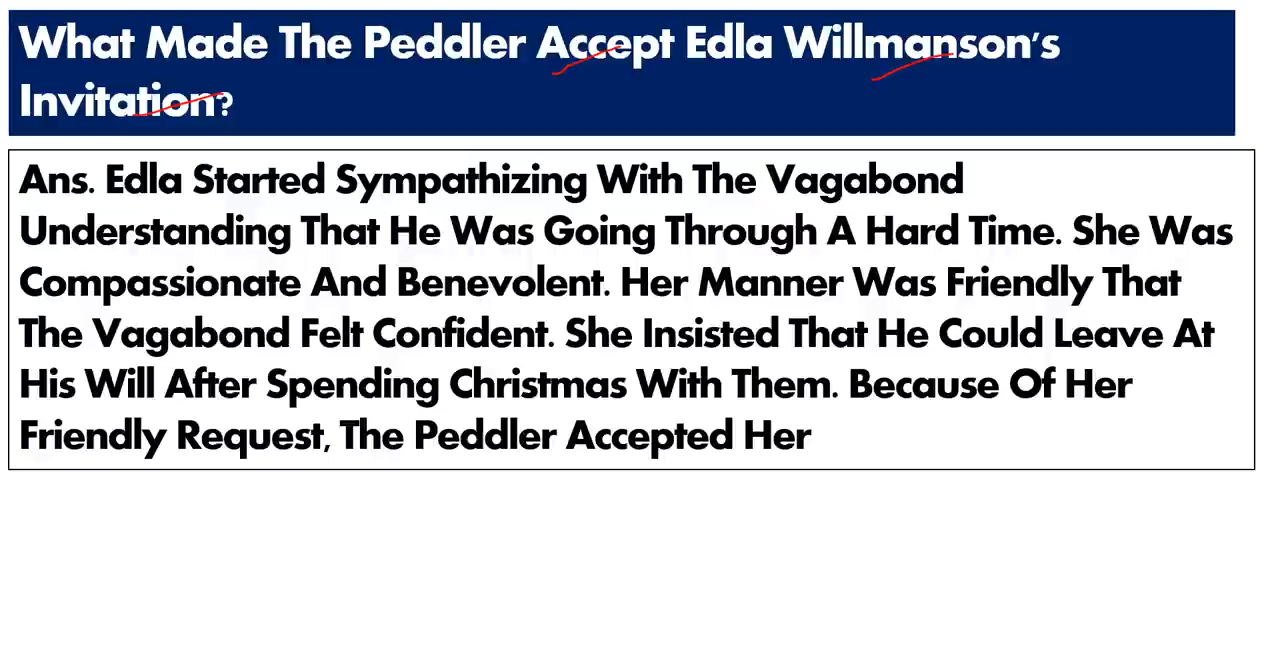 What Made The Peddler Accept Edla Willmanson's
Invitation?
Ans. Edla Started Sympathizing With The Vagabond
Understanding That He Was Going Through A Hard Time. She Was
Compassionate And Benevolent. Her Manner Was Friendly That
The Vagabond Felt Confident. She Insisted That He Could Leave At
His Will After Spending Christmas With Them. Because Of Her
Friendly Request, The Peddler Accepted Her